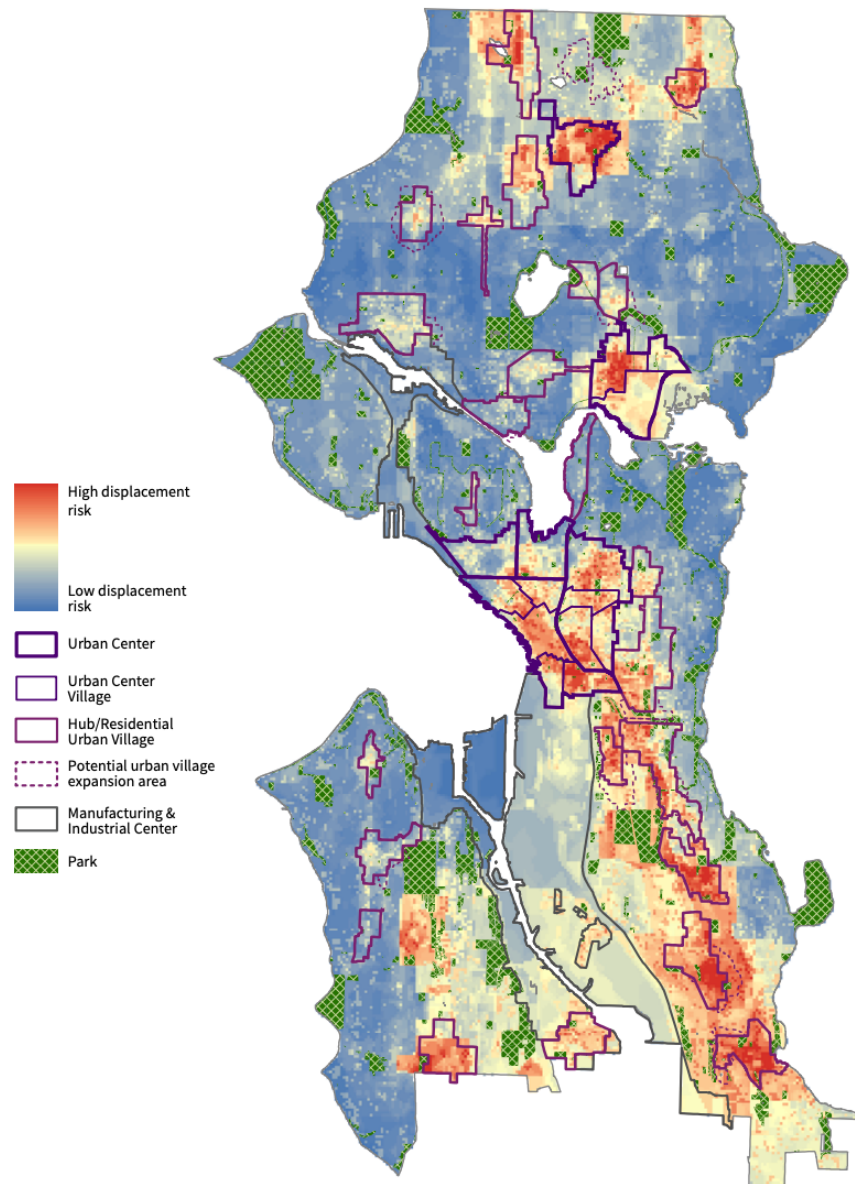 High displacement
risk
Low displacement
risk
Urban Center
Urban Center
Village
Hub/Residential
Urban Village
Potential urban village
expansion area
Manufacturing &
Industrial Center
Park